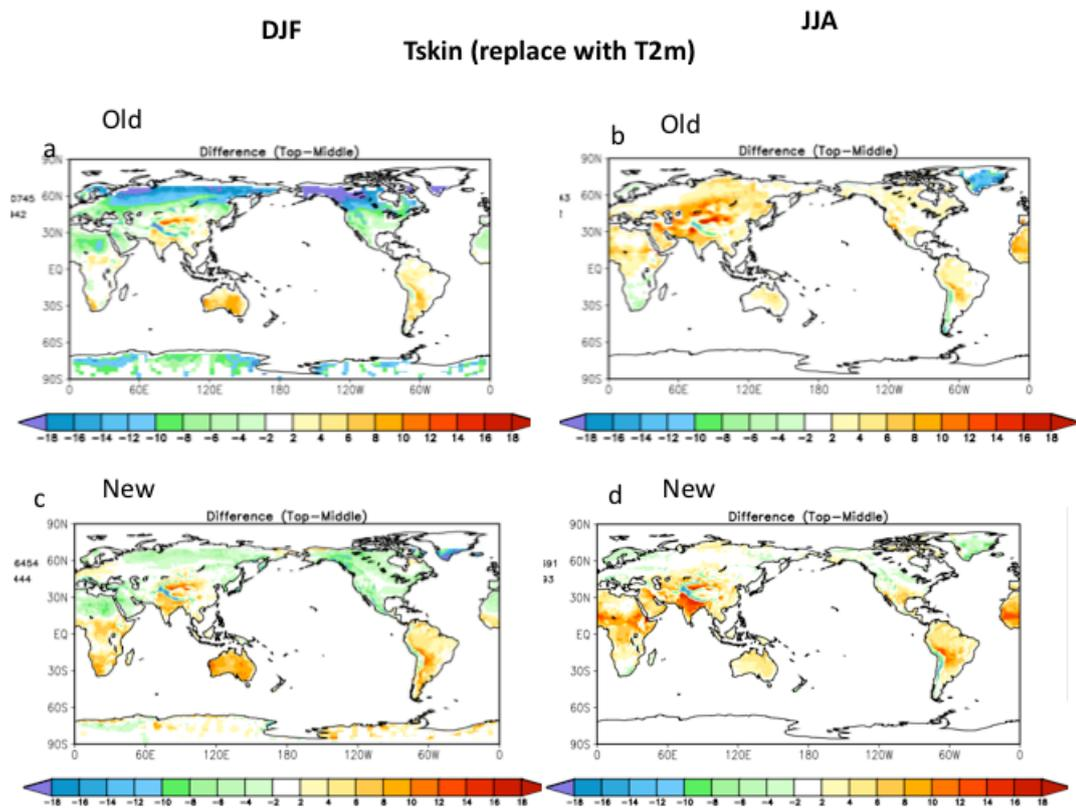 DJF
JJA
Tskin (replace with T2m)
Old
a
Difference (Top-Middle)
90N
60N
30N
EQ
30S
60S
90S
0 60E 120E 180 120W 60W 0
0745
-18 -16 -14 -12 -10 -8 -6 -4 -2 2 4 6 8 10 12 14 16 18
b
Old
Difference (Top-Middle)
90N
60N
30N
EQ
30S
60S
90S
0 60E 120E 180 120W 60W 0
-18 -16 -14 -12 -10 -8 -6 -4 -2 2 4 6 8 10 12 14 16 18
c
New
Difference (Top-Middle)
90N
60N
30N
EQ
30S
60S
90S
0 60E 120E 180 120W 60W 0
6454
444
-18 -16 -14 -12 -10 -8 -6 -4 -2 2 4 6 8 10 12 14 16 18
d
New
Difference (Top-Middle)
90N
60N
30N
EQ
30S
60S
90S
0 60E 120E 180 120W 60W 0
-18 -16 -14 -12 -10 -8 -6 -4 -2 2 4 6 8 10 12 14 16 18